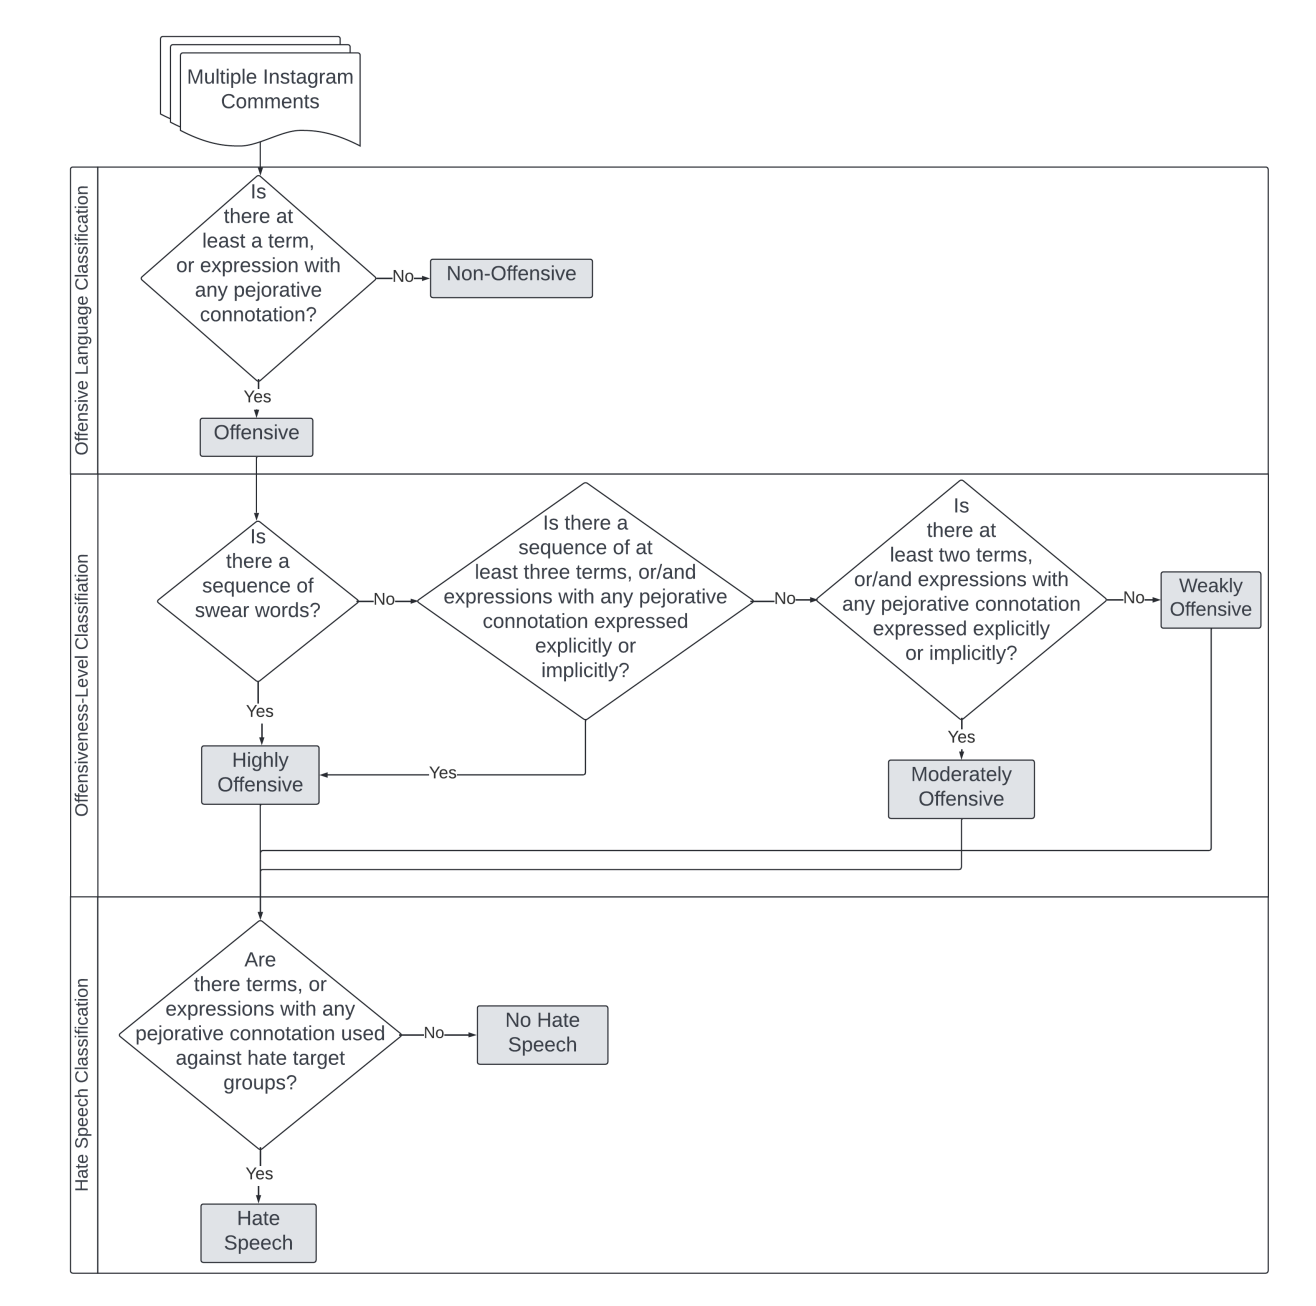 Multiple Instagram
Comments
Offensive Language Classification
Is
there at
least a term,
or expression with
any pejorative
connotation?
No
Non-Offensive
Yes
Offensive
Offensiveness-Level Classifiation
Is
there a
sequence of
swear words?
No
Is there a
sequence of at
least three terms, or/and
expressions with any pejorative
connotation expressed
explicitly or
implicitly?
No
Is
there at
least two terms,
or/and expressions with
any pejorative connotation
expressed explicitly
or implicitly?
No
Weakly
Offensive
Yes
Highly
Offensive
Yes
Yes
Moderately
Offensive
Hate Speech Classification
Are
there terms, or
expressions with any
pejorative connotation used
against hate target
groups?
No
No Hate
Speech
Yes
Hate
Speech